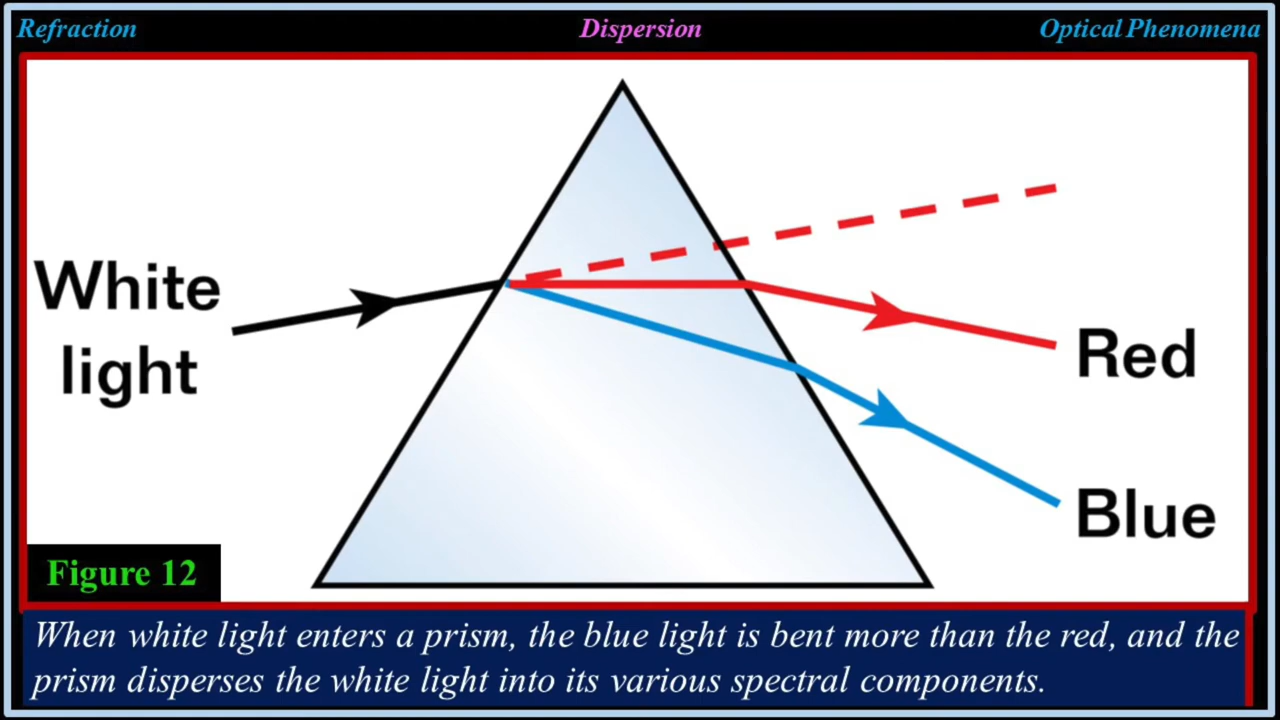 Refraction
Dispersion
Optical Phenomena
White
light
Red
Blue
Figure 12
When white light enters a prism, the blue light is bent more than the red, and the
prism disperses the white light into its various spectral components.